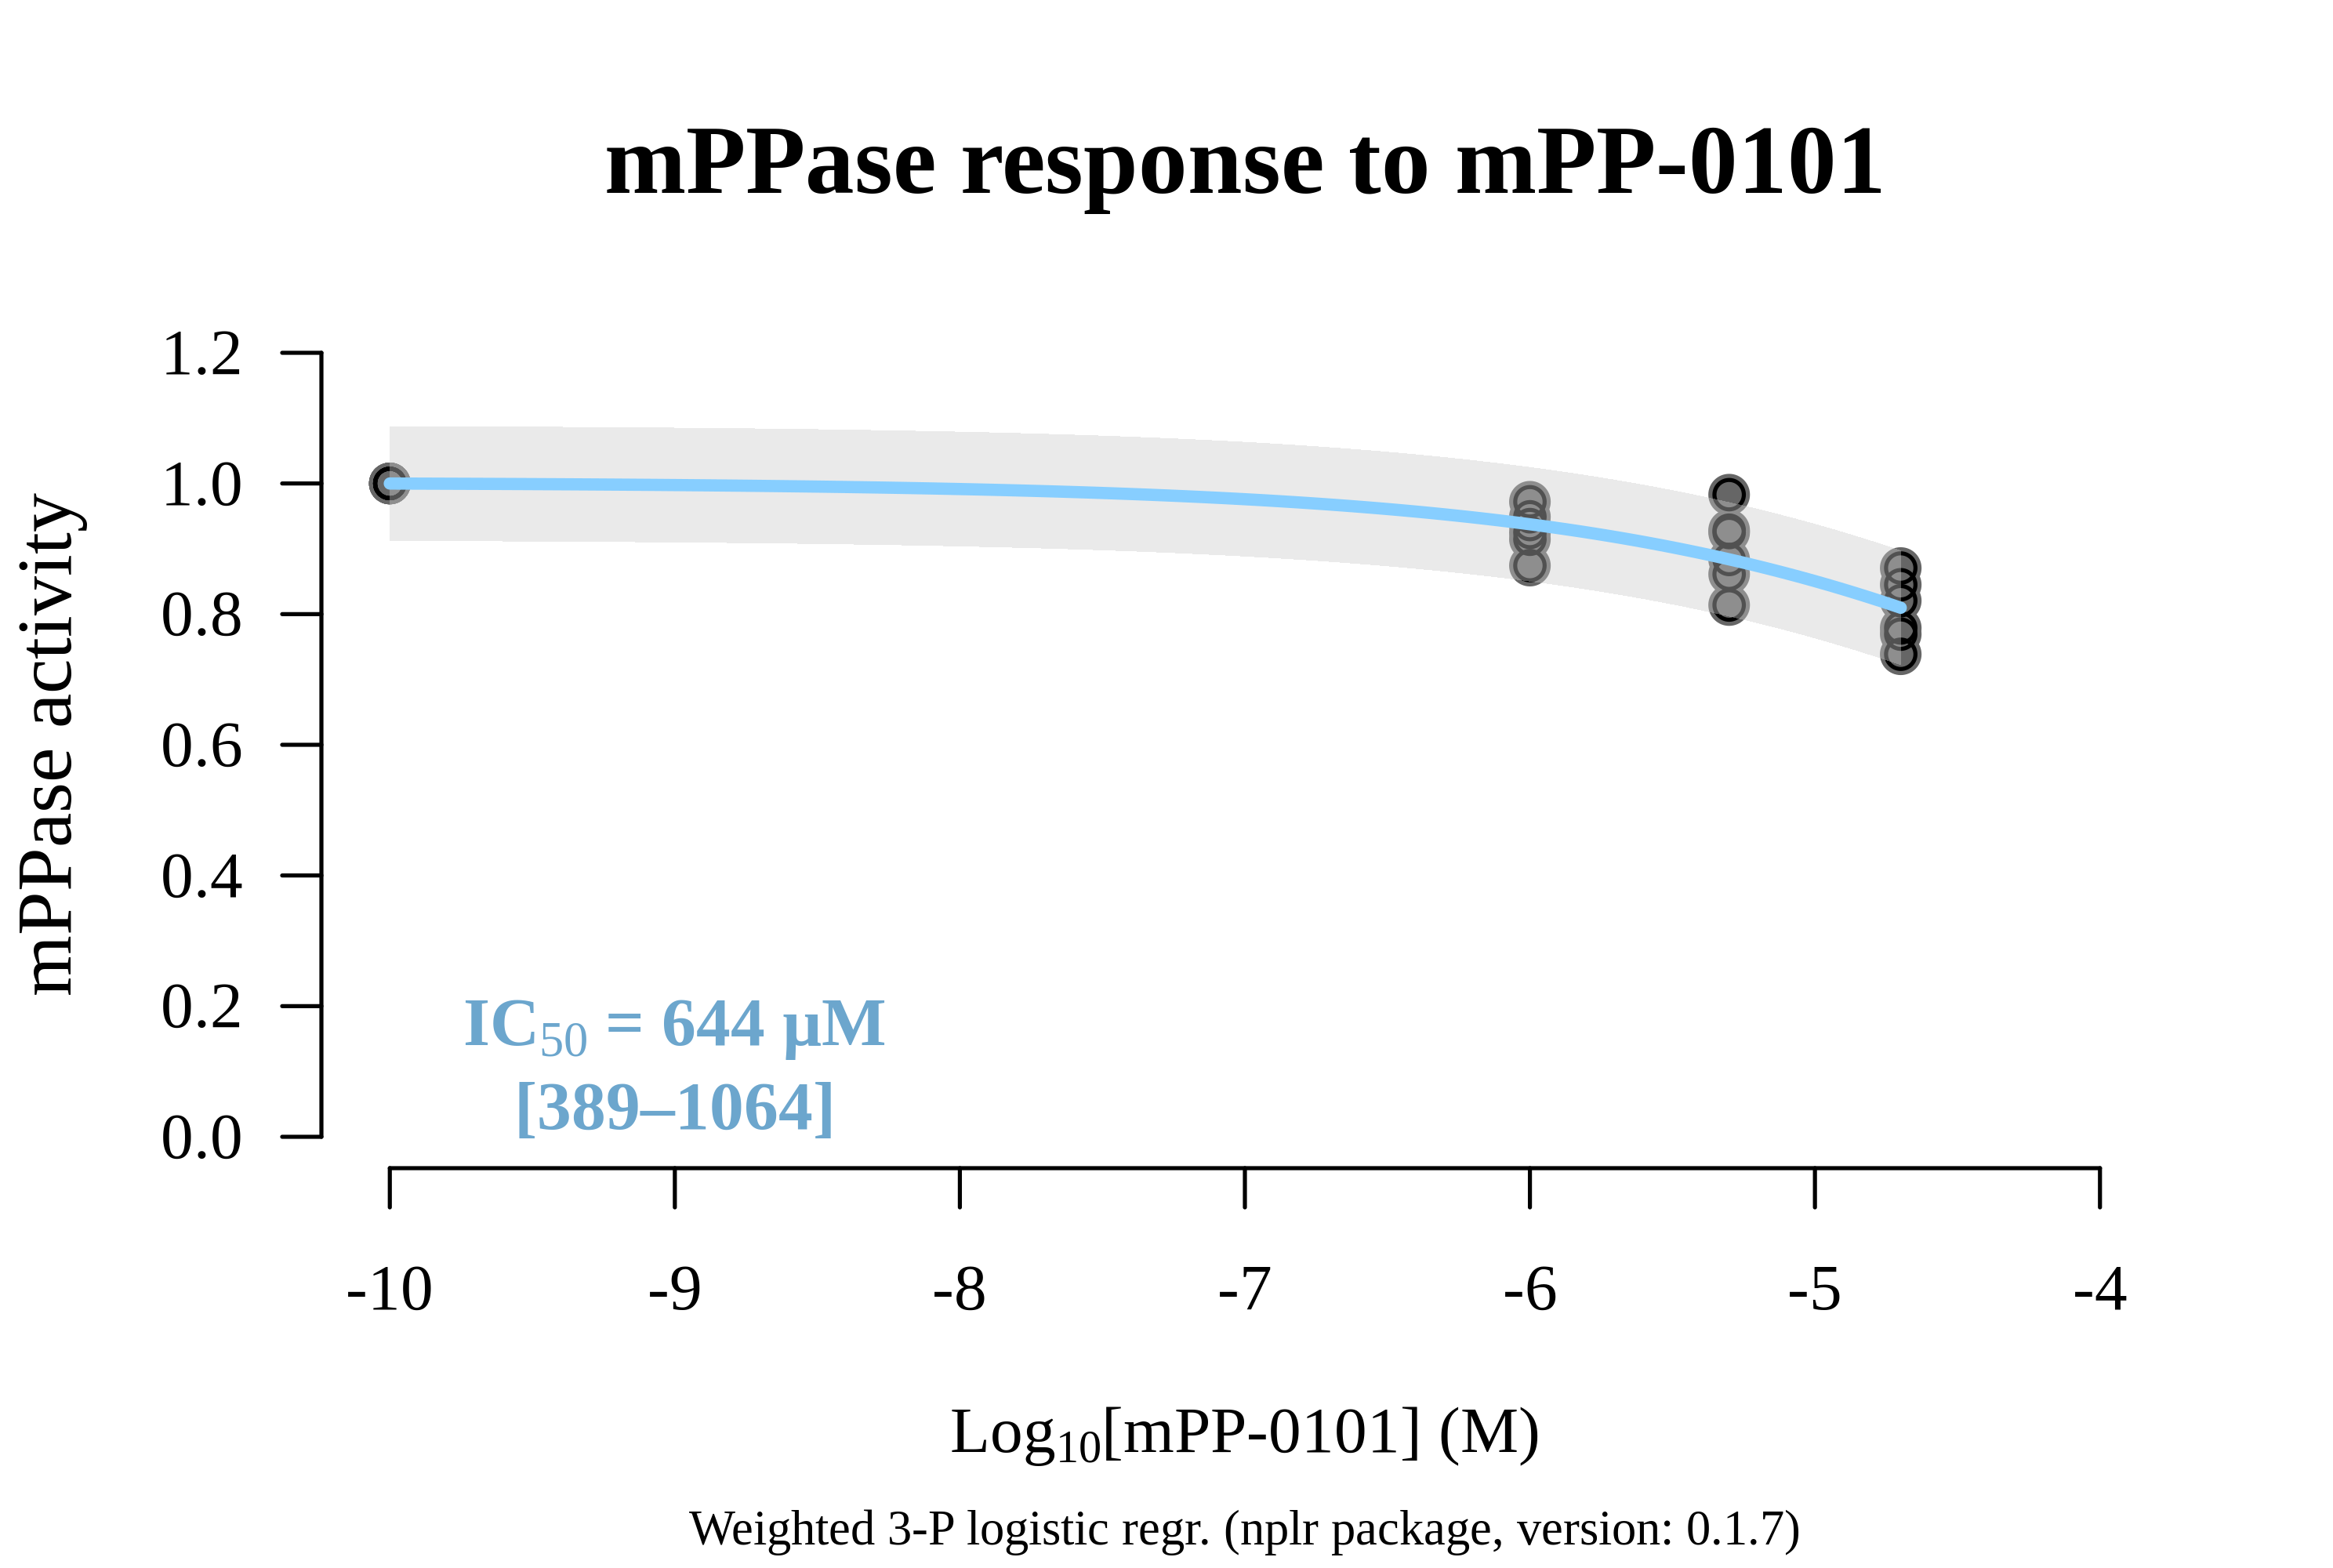 mPPase response to mPP-0101
mPPase activity
1.2
1.0
0.8
0.6
0.4
0.2
0.0
IC50 = 644 µM
[389–1064]
-10 -9 -8 -7 -6 -5 -4
Log10[mPP-0101] (M)
Weighted 3-P logistic regr. (nplr package, version: 0.1.7)